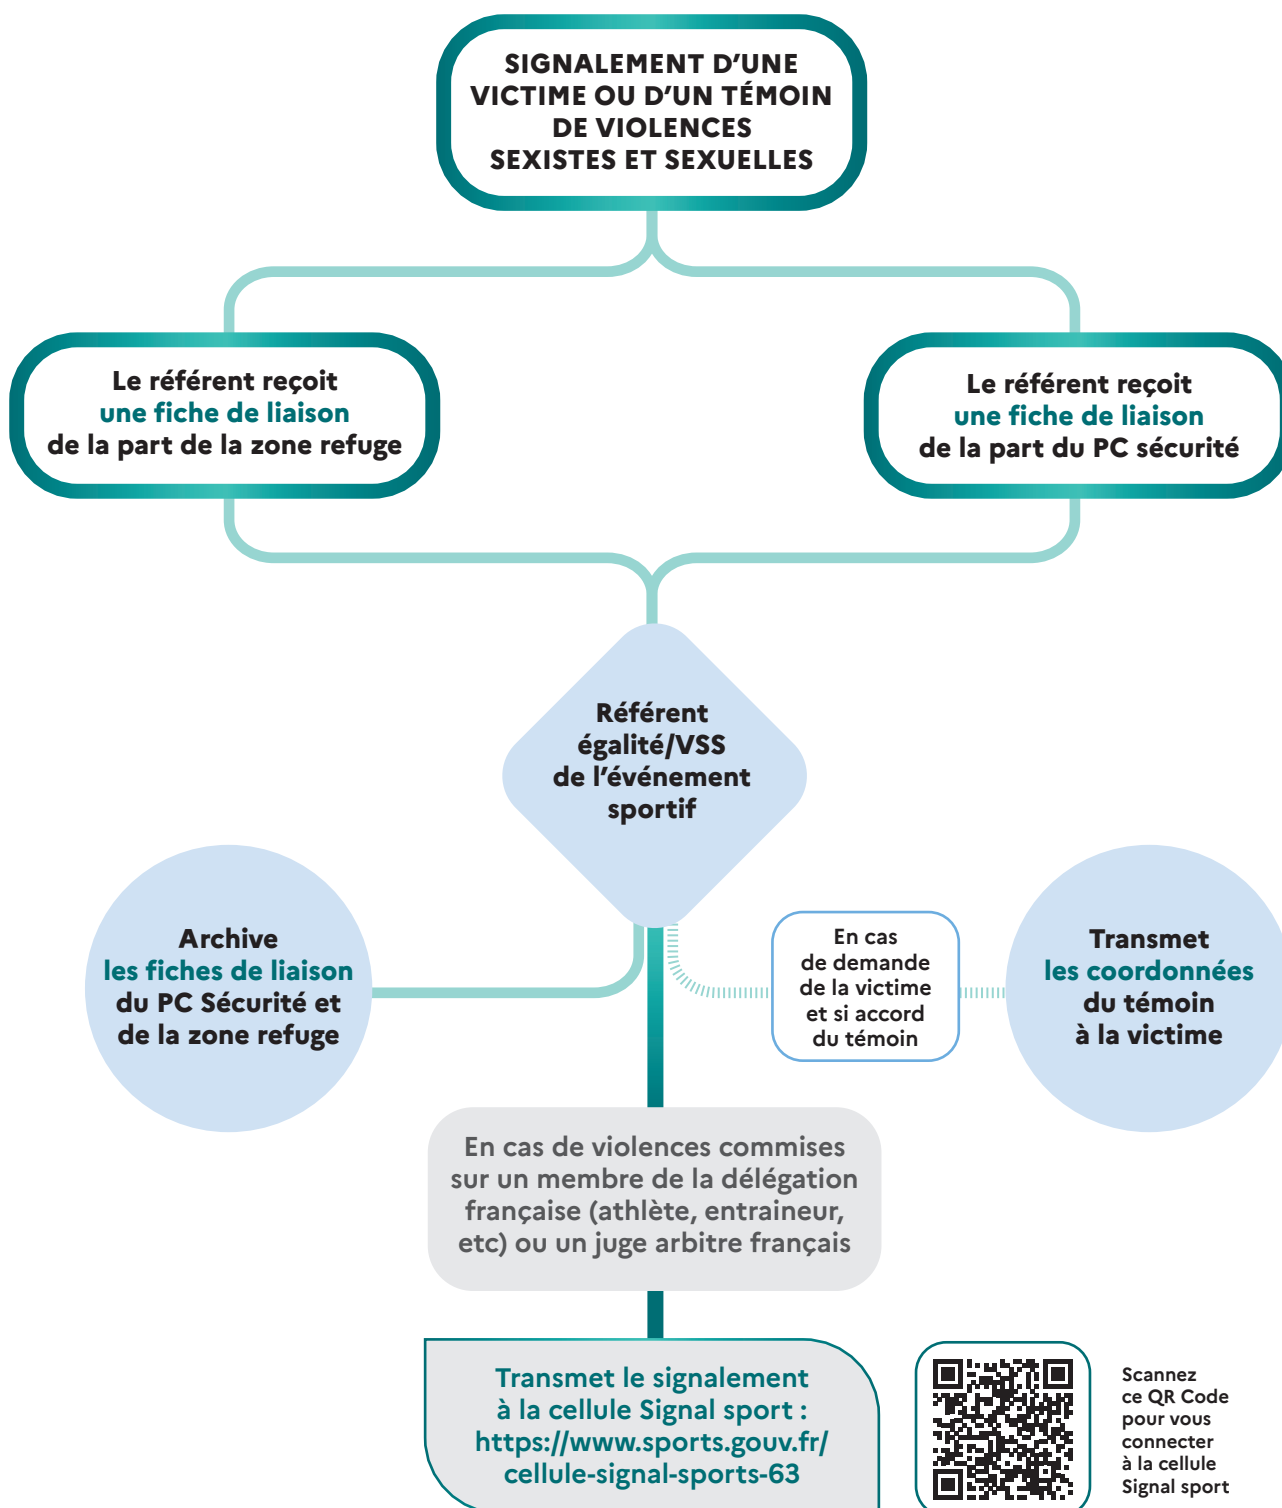 SIGNALEMENT D’UNE
VICTIME OU D’UN TÉMOIN
DE VIOLENCES
SEXISTES ET SEXUELLES
Le référent reçoit
une fiche de liaison
de la part de la zone refuge
Le référent reçoit
une fiche de liaison
de la part du PC sécurité
Référent
égalité/VSS
de l’événement
sportif
Archive
les fiches de liaison
du PC Sécurité et
de la zone refuge
En cas
de demande
de la victime
et si accord
du témoin
Transmet
les coordonnées
du témoin
à la victime
En cas de violences commises
sur un membre de la délégation
française (athlète, entraineur,
etc) ou un juge arbitre français
Transmet le signalement
à la cellule Signal sport :
https://www.sports.gouv.fr/
cellule-signal-sports-63
Scannez
ce QR Code
pour vous
connecter
à la cellule
Signal sport